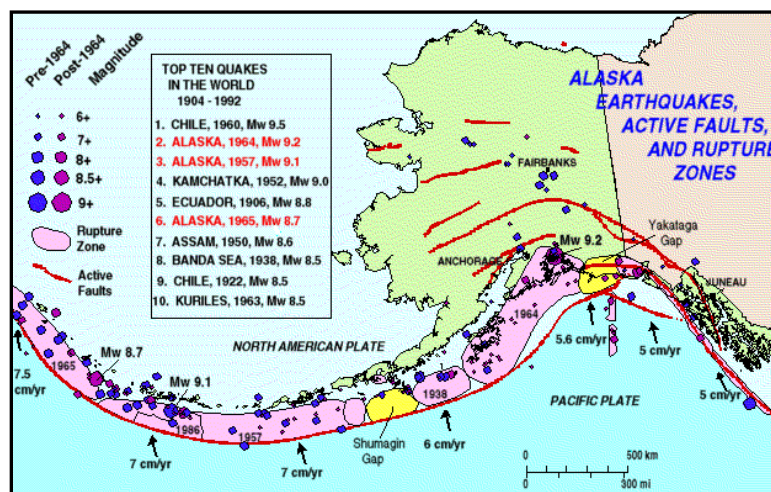 Pre-1964
Post-1964
Magnitude
6+
7+
8+
8.5+
9+
Rupture
Zone
Active
Faults
TOP TEN QUAKES
IN THE WORLD
1904 - 1992
1. CHILE, 1960, Mw 9.5
2. ALASKA, 1964, Mw 9.2
3. ALASKA, 1957, Mw 9.1
4. KAMCHATKA, 1952, Mw 9.0
5. ECUADOR, 1906, Mw 8.8
6. ALASKA, 1965, Mw 8.7
7. ASSAM, 1950, Mw 8.6
8. BANDA SEA, 1938, Mw 8.5
9. CHILE, 1922, Mw 8.5
10. KURILES, 1963, Mw 8.5
ALASKA
EARTHQUAKES,
ACTIVE FAULTS,
AND RUPTURE
ZONES
FAIRBANKS
ANCHORAGE
Mw 9.2
Yakataga
Gap
JUNEAU
NORTH AMERICAN PLATE
PACIFIC PLATE
1964
5.6 cm/yr
5 cm/yr
5 cm/yr
7.5
cm/yr
1965
Mw 8.7
Mw 9.1
1986
1957
1938
Shumagin
Gap
7 cm/yr
7 cm/yr
6 cm/yr
0 500 km
0 300 mi